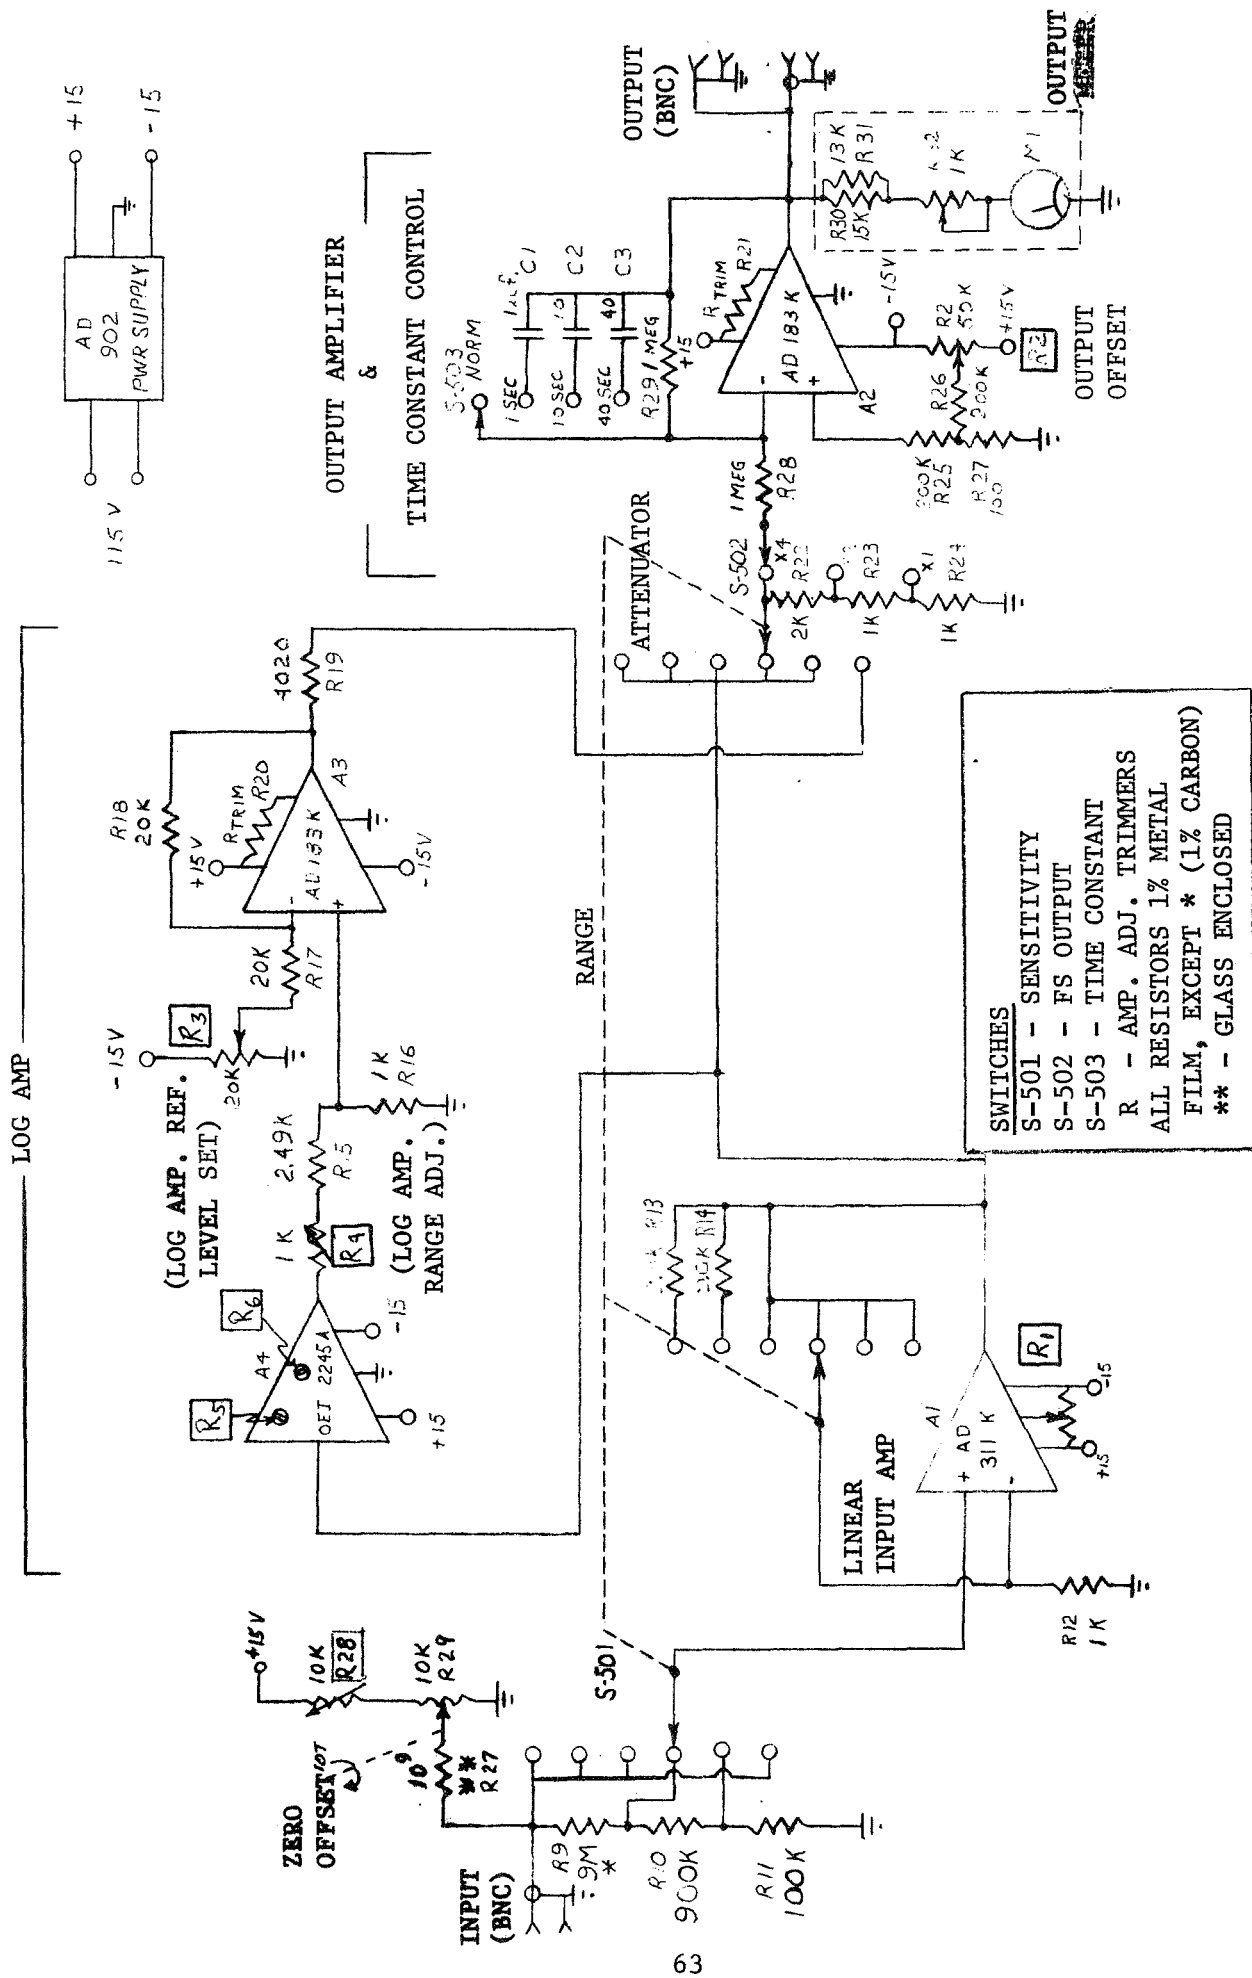 LOG AMP
(LOG AMP. REF.
LEVEL SET)
-15V
R3
20K
20K
R17
R18
20K
+15V
RTRIM
R20
AD 183K
A3
-15V
4020
R19
R5
R6
A4
OEI 2245A
+15
-15
1K
R4
2.49K
(LOG AMP.
RANGE ADJ.)
1K
R16
115V
AD
902
PWR SUPPLY
+15
-15
OUTPUT AMPLIFIER
&
TIME CONSTANT CONTROL
S-503
NORM
1 SEC
C1
10 SEC
10
C2
40 SEC
40
C3
R29
1 MEG
+15
RTRIM
R21
AD 183K
A2
-15V
R2
50K
+15V
R2
OUTPUT
OFFSET
R26
200K
R25
R27
OUTPUT
(BNC)
13K
R31
R30
15K
1K
M1
OUTPUT
ATTENUATOR
S-502
1 MEG
R28
X4
R22
2K
R23
1K
X1
R24
1K
RANGE
ZERO
OFFSET
+15V
10K
R28
10K
R29
10⁹
**
R27
INPUT
(BNC)
R9
9M
*
R10
900K
R11
100K
S-501
LINEAR
INPUT AMP
R13
R14
A1
AD
311 K
R1
+15
-15
R12
1K
SWITCHES
S-501 - SENSITIVITY
S-502 - FS OUTPUT
S-503 - TIME CONSTANT
R - AMP. ADJ. TRIMMERS
ALL RESISTORS 1% METAL
FILM, EXCEPT * (1% CARBON)
** - GLASS ENCLOSED
63